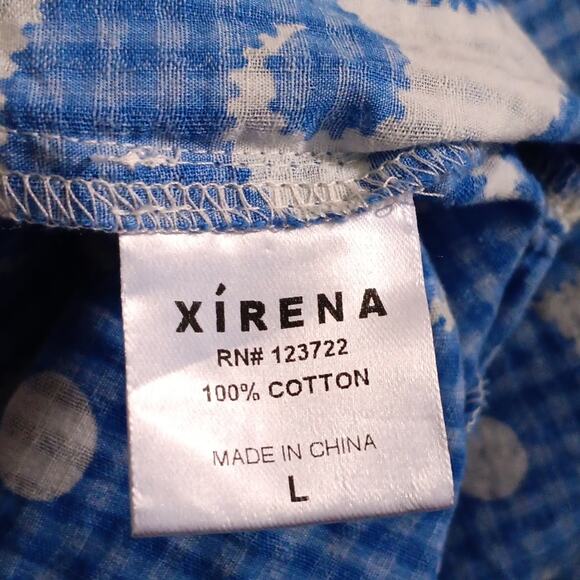 XÍRENA
RN# 123722
100% COTTON
MADE IN CHINA
L